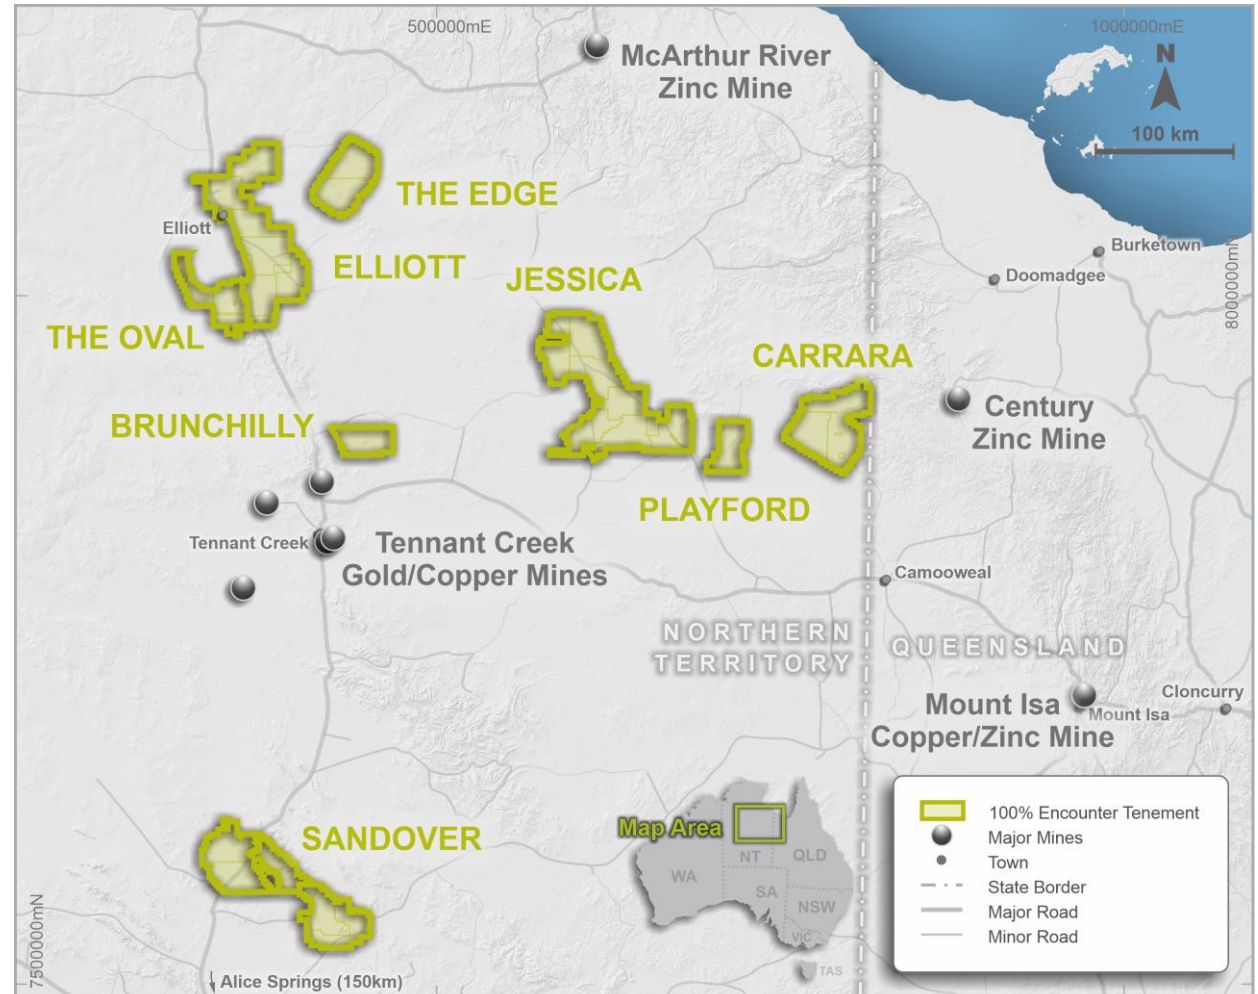 500000mE
1000000mE
McArthur River
Zinc Mine
N
100 km
THE EDGE
Elliott
ELLIOTT
Burketown
Doomadgee
JESSICA
8000000mN
THE OVAL
CARRARA
BRUNCHILLY
Century
Zinc Mine
PLAYFORD
Tennant Creek
Tennant Creek
Gold/Copper Mines
Camooweal
NORTHERN
TERRITORY
QUEENSLAND
Mount Isa
Copper/Zinc Mine
Mount Isa
Cloncurry
SANDOVER
Map Area
WA
NT
QLD
SA
NSW
VIC
TAS
100% Encounter Tenement
Major Mines
Town
State Border
Major Road
Minor Road
7500000mN
Alice Springs (150km)